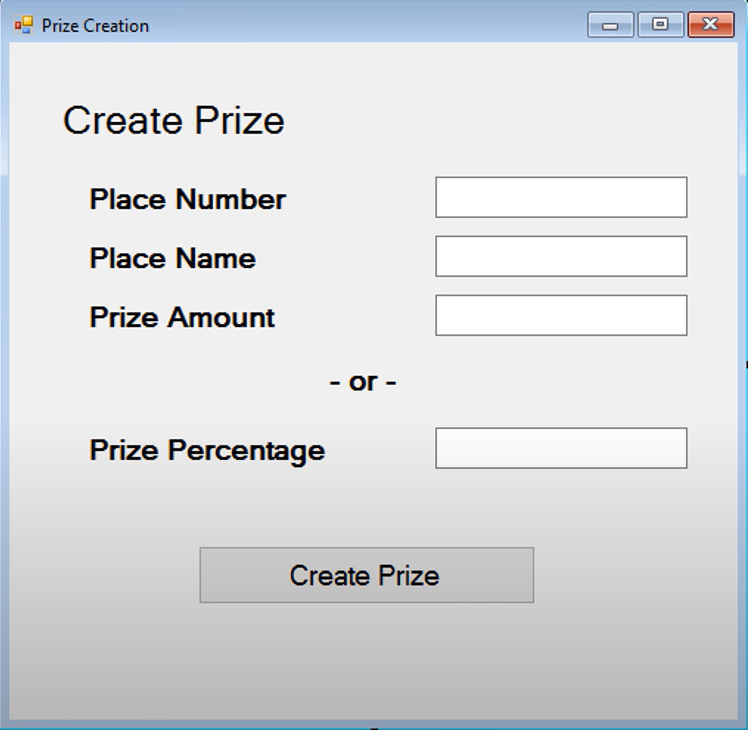 Prize Creation
Create Prize
Place Number
Place Name
Prize Amount
- or -
Prize Percentage
Create Prize